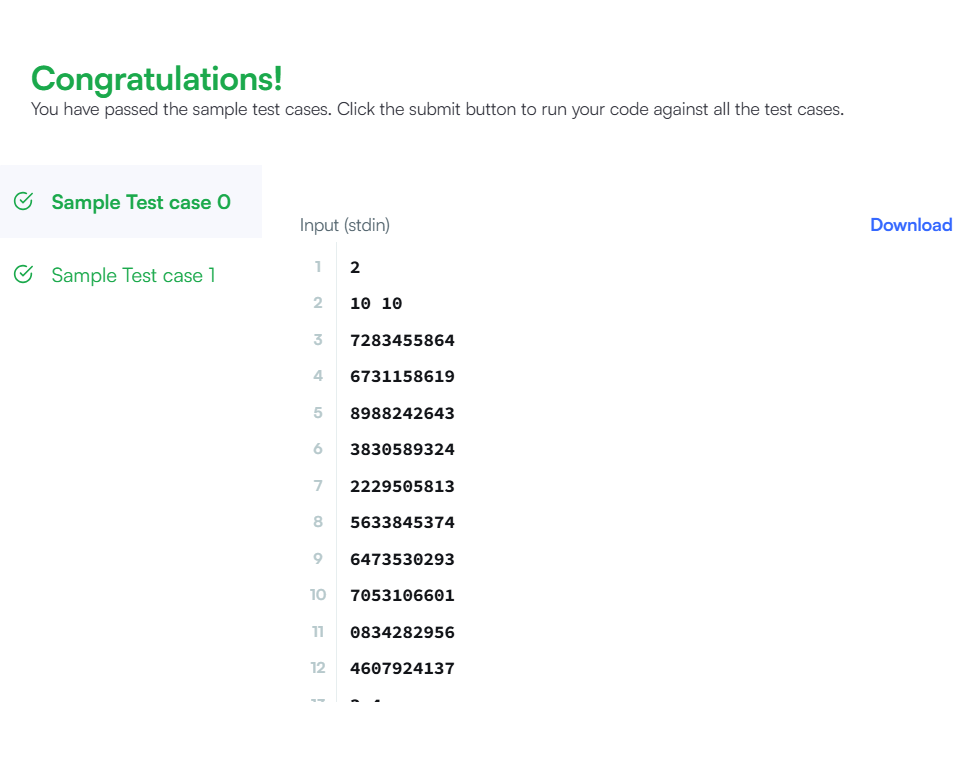 Congratulations!
You have passed the sample test cases. Click the submit button to run your code against all the test cases.
Sample Test case 0
Sample Test case 1
Input (stdin)
Download
1 2
2 10 10
3 7283455864
4 6731158619
5 8988242643
6 3830589324
7 2229505813
8 5633845374
9 6473530293
10 7053106601
11 0834282956
12 4607924137